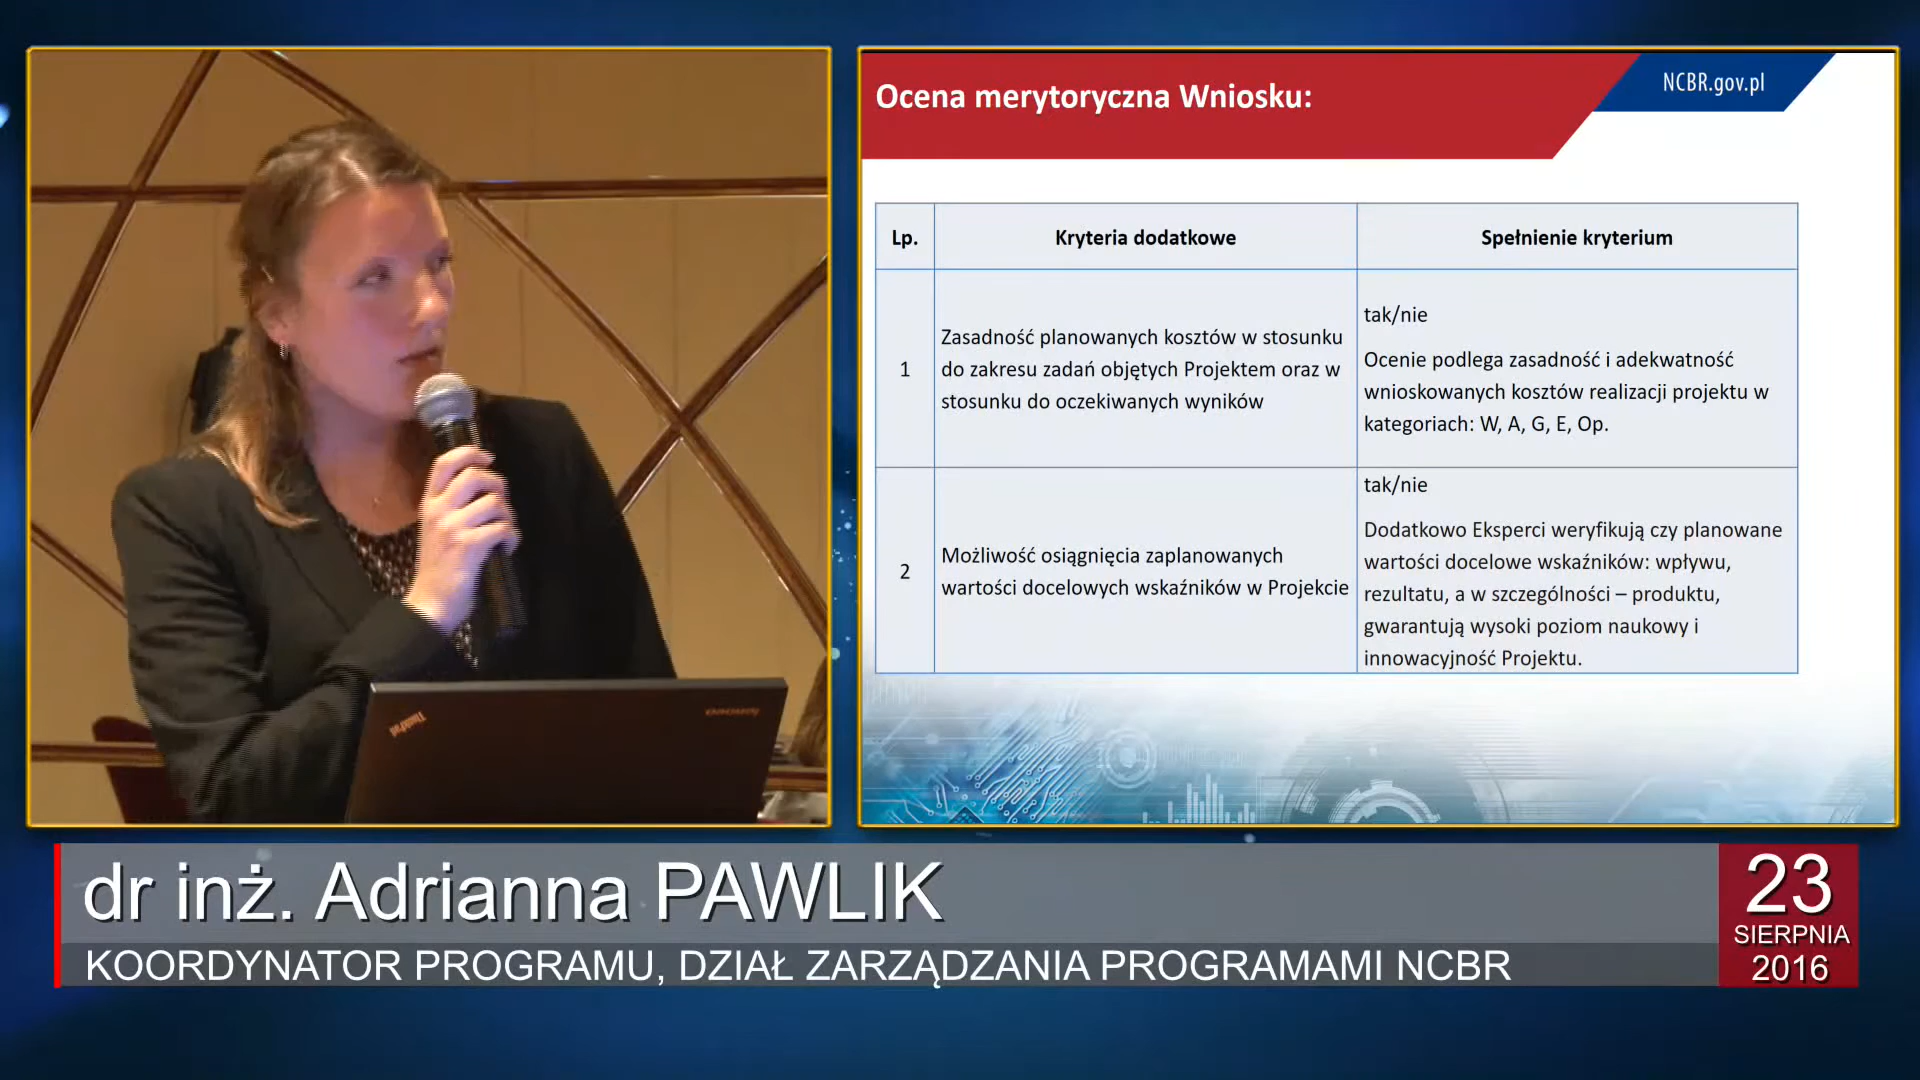 Ocena merytoryczna Wniosku:
NCBR.gov.pl
Lp.
Kryteria dodatkowe
Spełnienie kryterium
1
Zasadność planowanych kosztów w stosunku
do zakresu zadań objętych Projektem oraz w
stosunku do oczekiwanych wyników
tak/nie
Ocenie podlega zasadność i adekwatność
wnioskowanych kosztów realizacji projektu w
kategoriach: W, A, G, E, Op.
2
Możliwość osiągnięcia zaplanowanych
wartości docelowych wskaźników w Projekcie
tak/nie
Dodatkowo Eksperci weryfikują czy planowane
wartości docelowe wskaźników: wpływu,
rezultatu, a w szczególności – produktu,
gwarantują wysoki poziom naukowy i
innowacyjność Projektu.
ThinkPad
lenovo
dr inż. Adrianna PAWLIK
KOORDYNATOR PROGRAMU, DZIAŁ ZARZĄDZANIA PROGRAMAMI NCBR
23
SIERPNIA
2016